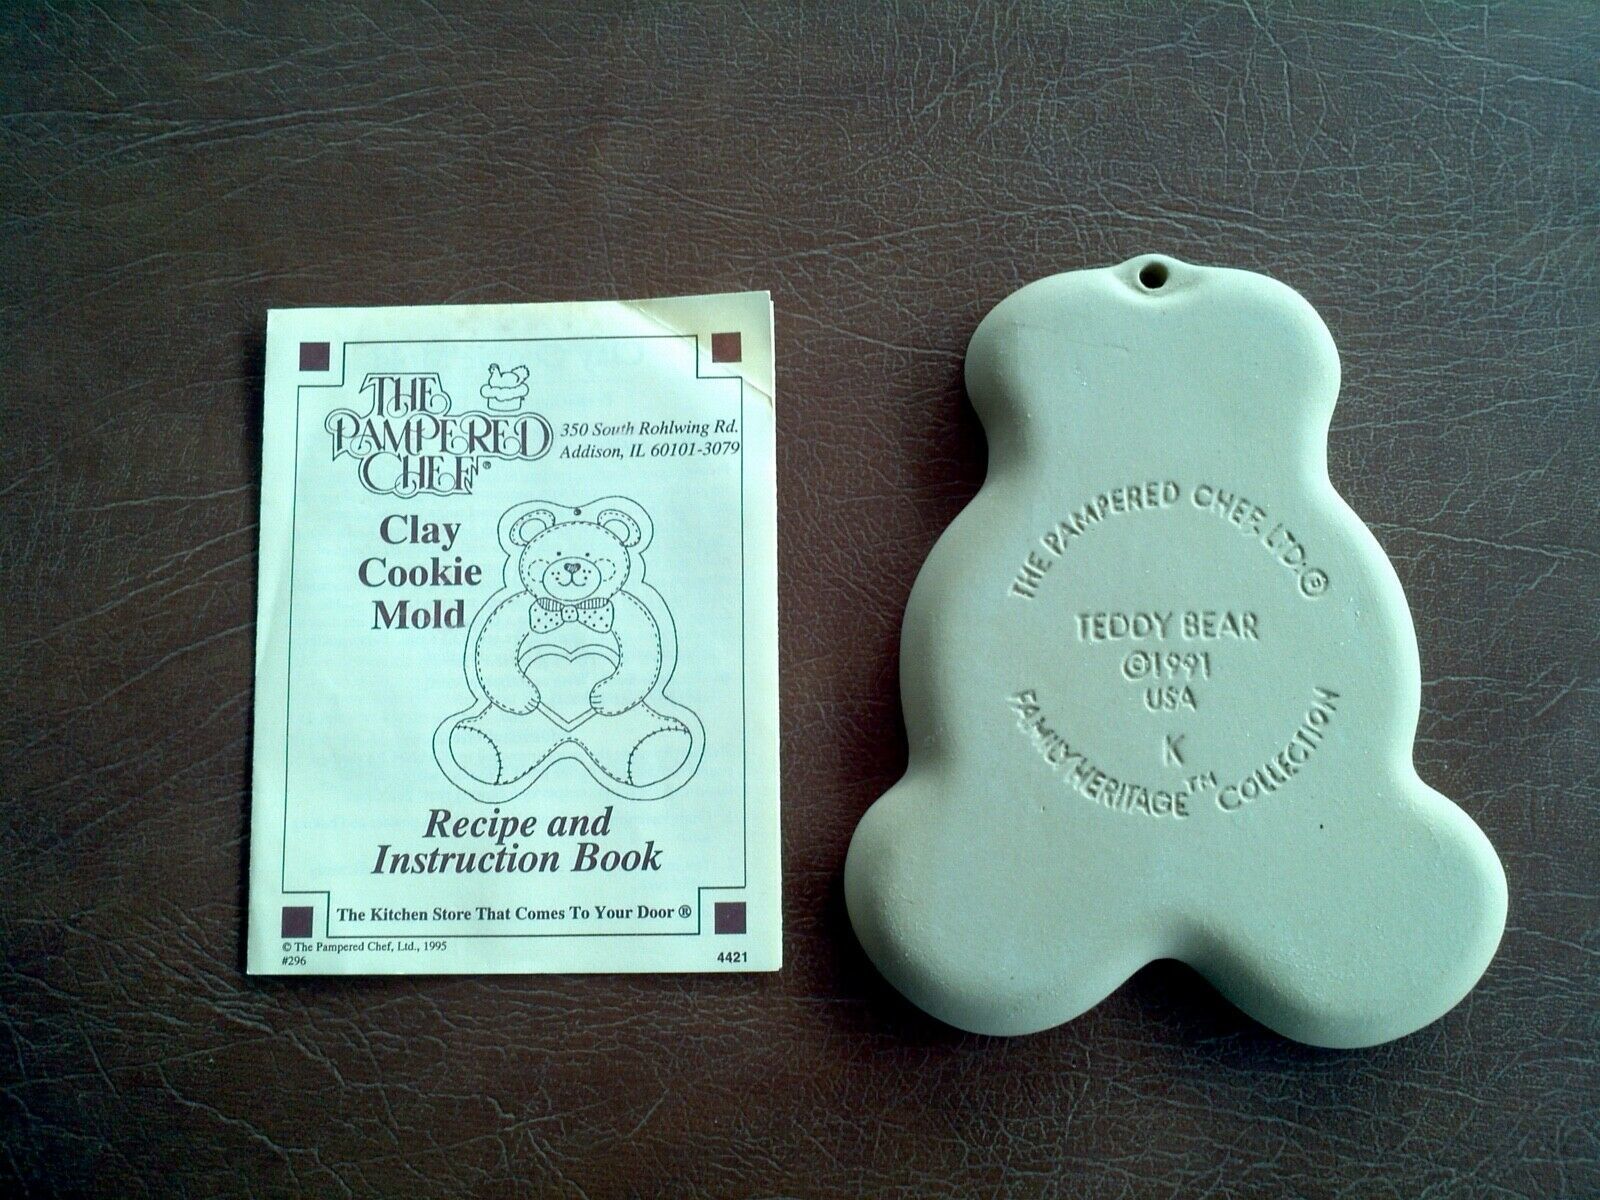 THE
PAMPERED
CHEF®
350 South Rohlwing Rd.
Addison, IL 60101-3079
Clay
Cookie
Mold
Recipe and
Instruction Book
The Kitchen Store That Comes To Your Door ®
© The Pampered Chef, Ltd., 1995
#296
4421
THE PAMPERED CHEF, LTD.®
TEDDY BEAR
©1991
USA
K
FAMILY HERITAGE™ COLLECTION